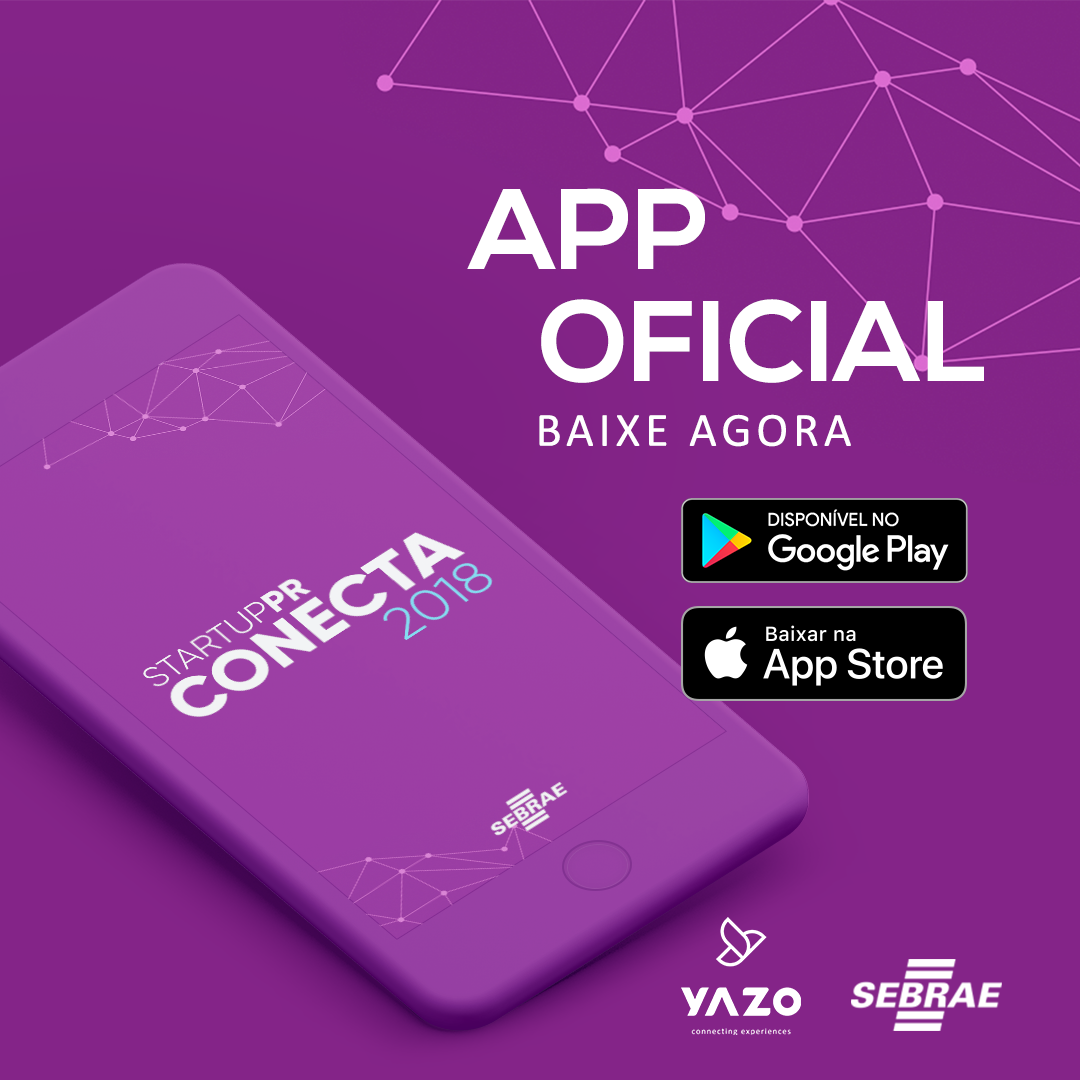 APP
OFICIAL
BAIXE AGORA
DISPONÍVEL NO
Google Play
Baixar na
App Store
STARTUPPR
CONECTA
2018
SEBRAE
YAZO
connecting experiences
SEBRAE